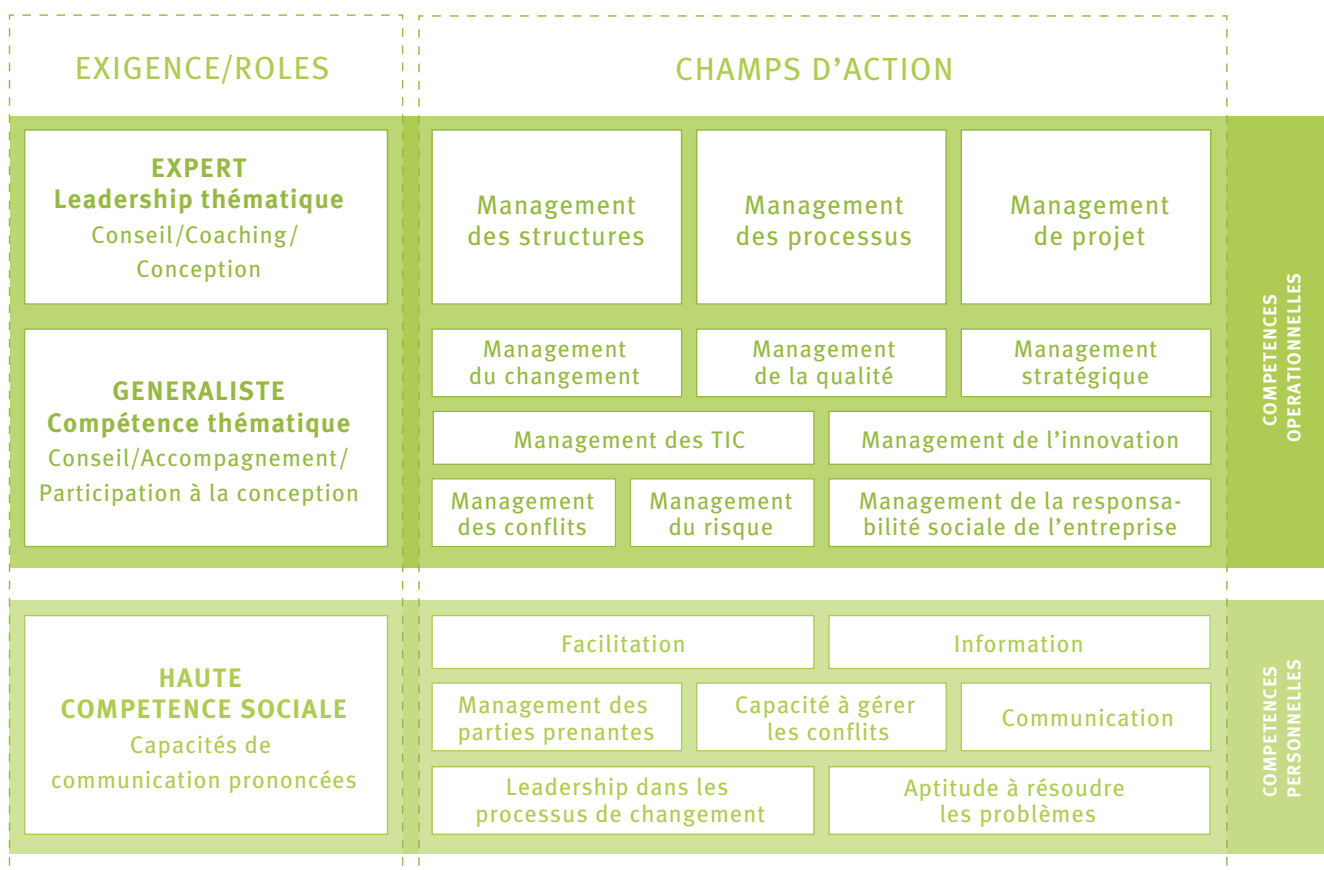 EXIGENCE/ROLES
CHAMPS D’ACTION
EXPERT
Leadership thématique
Conseil/Coaching/
Conception
Management
des structures
Management
des processus
Management
de projet
GENERALISTE
Compétence thématique
Conseil/Accompagnement/
Participation à la conception
Management
du changement
Management
de la qualité
Management
stratégique
Management des TIC
Management de l’innovation
Management
des conflits
Management
du risque
Management de la responsa-
bilité sociale de l’entreprise
COMPETENCES
OPERATIONNELLES
HAUTE
COMPETENCE SOCIALE
Capacités de
communication prononcées
Facilitation
Information
Management des
parties prenantes
Capacité à gérer
les conflits
Communication
Leadership dans les
processus de changement
Aptitude à résoudre
les problèmes
COMPETENCES
PERSONNELLES